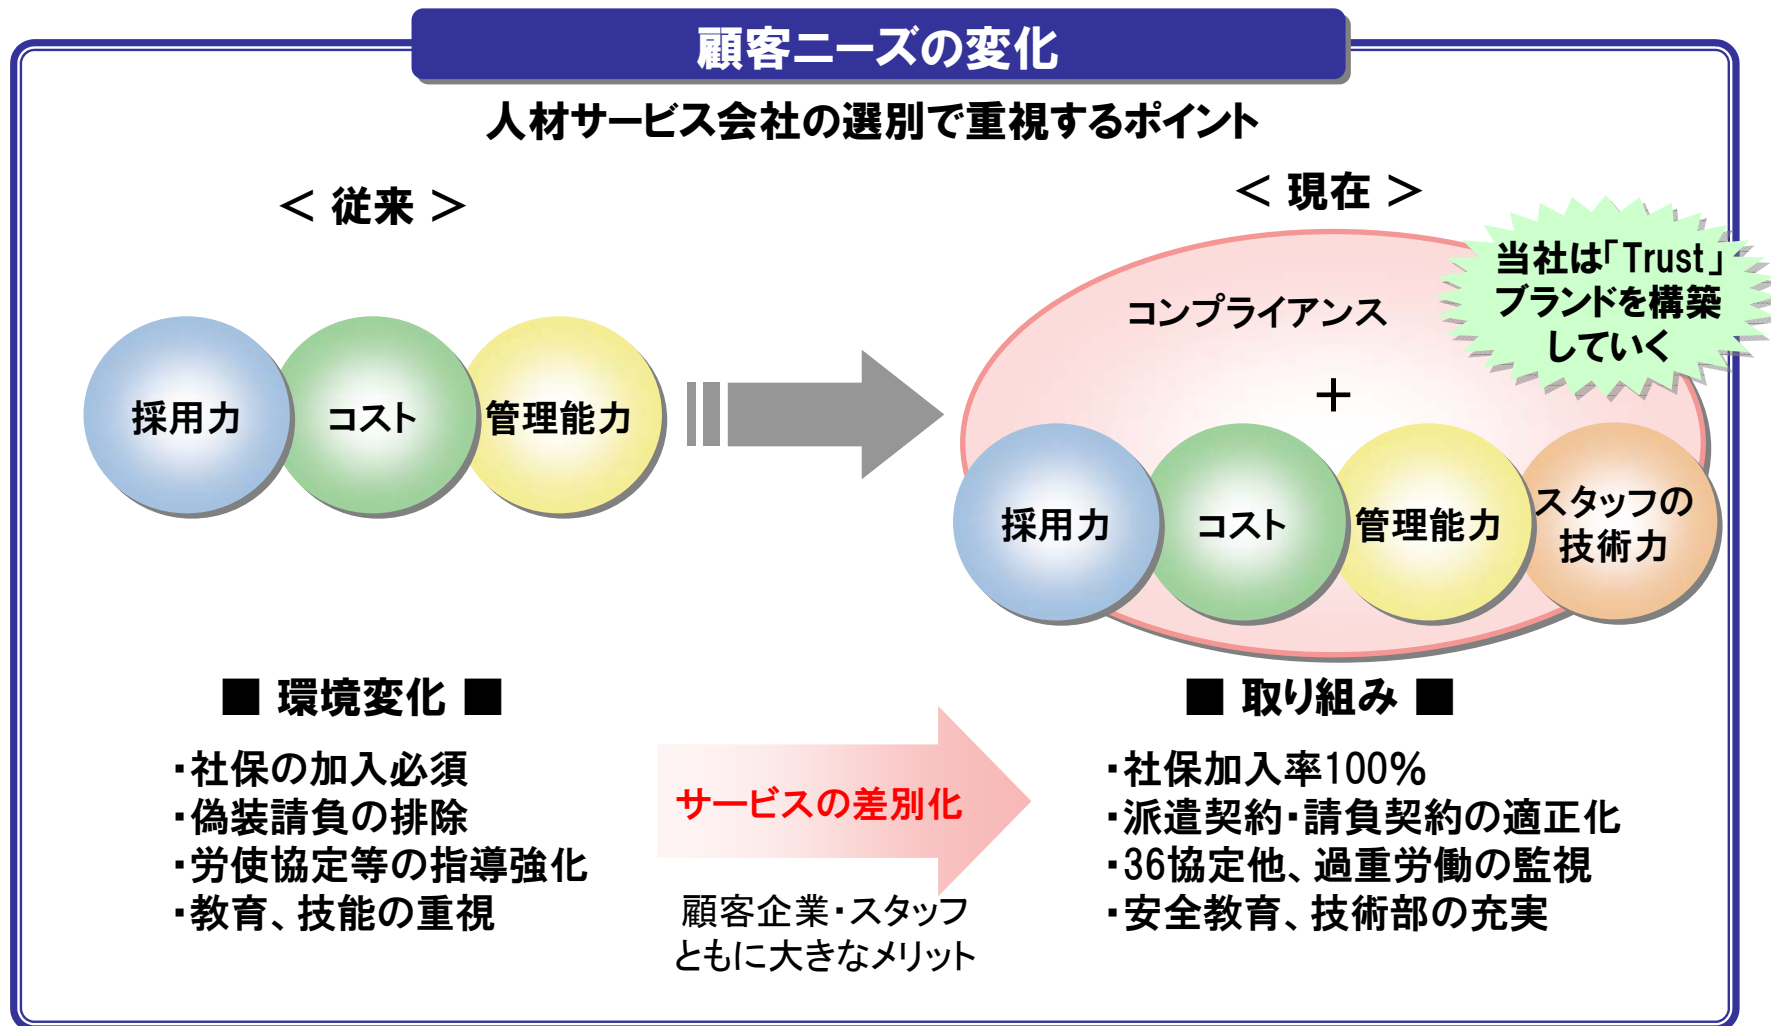 顧客ニーズの変化
人材サービス会社の選別で重視するポイント
＜ 従来 ＞
採用力
コスト
管理能力
＜ 現在 ＞
当社は「Trust」
ブランドを構築
していく
コンプライアンス
＋
採用力
コスト
管理能力
スタッフの
技術力
■ 環境変化 ■
・社保の加入必須
・偽装請負の排除
・労使協定等の指導強化
・教育、技能の重視
サービスの差別化
顧客企業・スタッフ
ともに大きなメリット
■ 取り組み ■
・社保加入率100%
・派遣契約・請負契約の適正化
・36協定他、過重労働の監視
・安全教育、技術部の充実